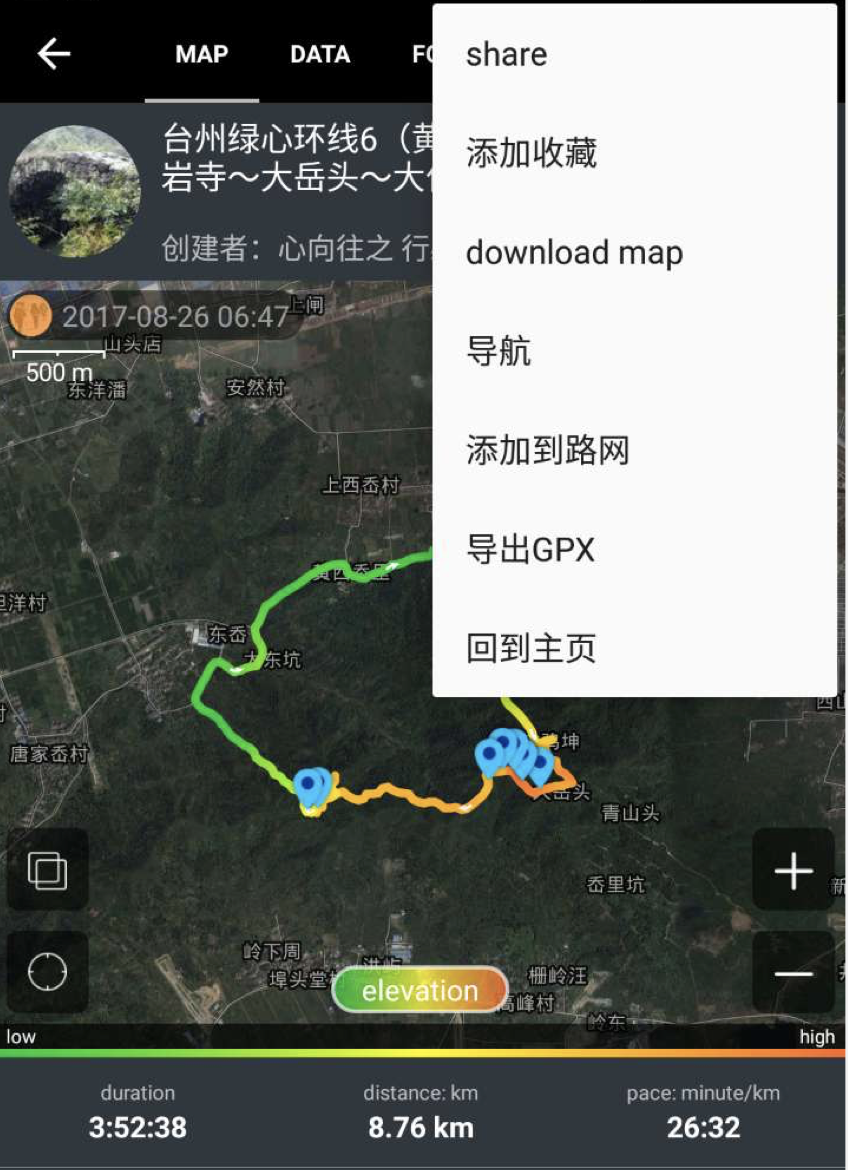 MAP
DATA
share
添加收藏
download map
导航
添加到路网
导出GPX
回到主页
台州绿心环线6（黄
岩寺～大岳头～大
创建者：心向往之 行
2017-08-26 06:47
上闸
山头店
500 m
东洋潘
安然村
上西岙村
黄西岙里
洋村
东岙
大东坑
唐家岙村
坤
大岳头
青山头
岙里坑
岭下周
埠头堂村
栅岭汪
高峰村
岭东
elevation
low
high
duration
distance: km
pace: minute/km
3:52:38
8.76 km
26:32